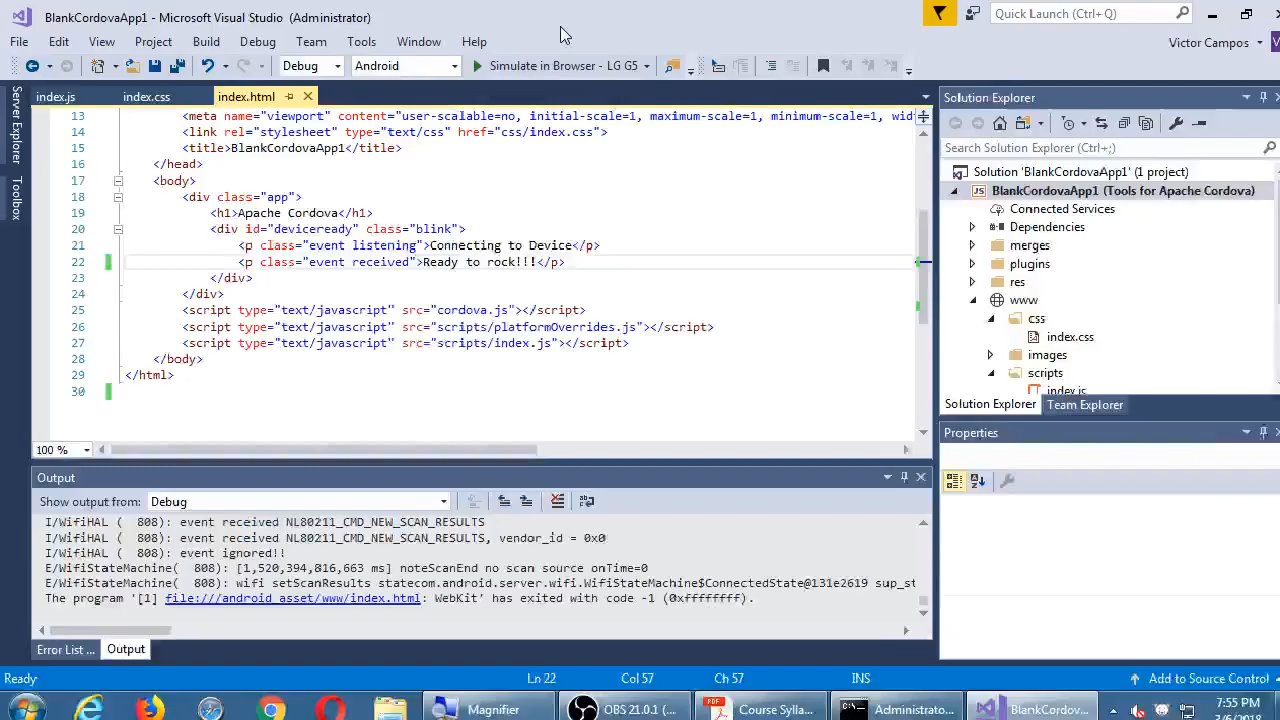 BlankCordovaApp1 - Microsoft Visual Studio (Administrator)
Quick Launch (Ctrl+Q)
File Edit View Project Build Debug Team Tools Window Help
Victor Campos
Debug Android Simulate in Browser - LG G5
Server Explorer
Toolbox
index.js index.css index.html
13 <meta name="viewport" content="user-scalable=no, initial-scale=1, maximum-scale=1, minimum-scale=1,
14 <link rel="stylesheet" type="text/css" href="css/index.css">
15 <title>BlankCordovaApp1</title>
16 </head>
17 <body>
18 <div class="app">
19 <h1>Apache Cordova</h1>
20 <div id="deviceready" class="blink">
21 <p class="event listening">Connecting to Device</p>
22 <p class="event received">Ready to rock!!!</p>
23 </div>
24 </div>
25 <script type="text/javascript" src="cordova.js"></script>
26 <script type="text/javascript" src="scripts/platformOverrides.js"></script>
27 <script type="text/javascript" src="scripts/index.js"></script>
28 </body>
29 </html>
30
100 %
Solution Explorer
Search Solution Explorer (Ctrl+;)
Solution 'BlankCordovaApp1' (1 project)
BlankCordovaApp1 (Tools for Apache Cordova)
Connected Services
Dependencies
merges
plugins
res
www
css
index.css
images
scripts
index.js
Solution Explorer Team Explorer
Properties
Output
Show output from: Debug
I/WifiHAL ( 808): event received NL80211_CMD_NEW_SCAN_RESULTS
I/WifiHAL ( 808): event received NL80211_CMD_NEW_SCAN_RESULTS, vendor_id = 0x0
I/WifiHAL ( 808): event ignored!!
E/WifiStateMachine( 808): [1,520,394,816,663 ms] noteScanEnd no scan source onTime=0
E/WifiStateMachine( 808): wifi setScanResults statecom.android.server.wifi.WifiStateMachine$ConnectedState@131e2619 sup_st
The program '[1] file:///android_asset/www/index.html: WebKit' has exited with code -1 (0xffffffff).
Error List ... Output
Ready Ln 22 Col 57 Ch 57 INS Add to Source Control
Magnifier OBS 21.0.1 (... Course Sylla... Administrato... BlankCordov... 7:55 PM